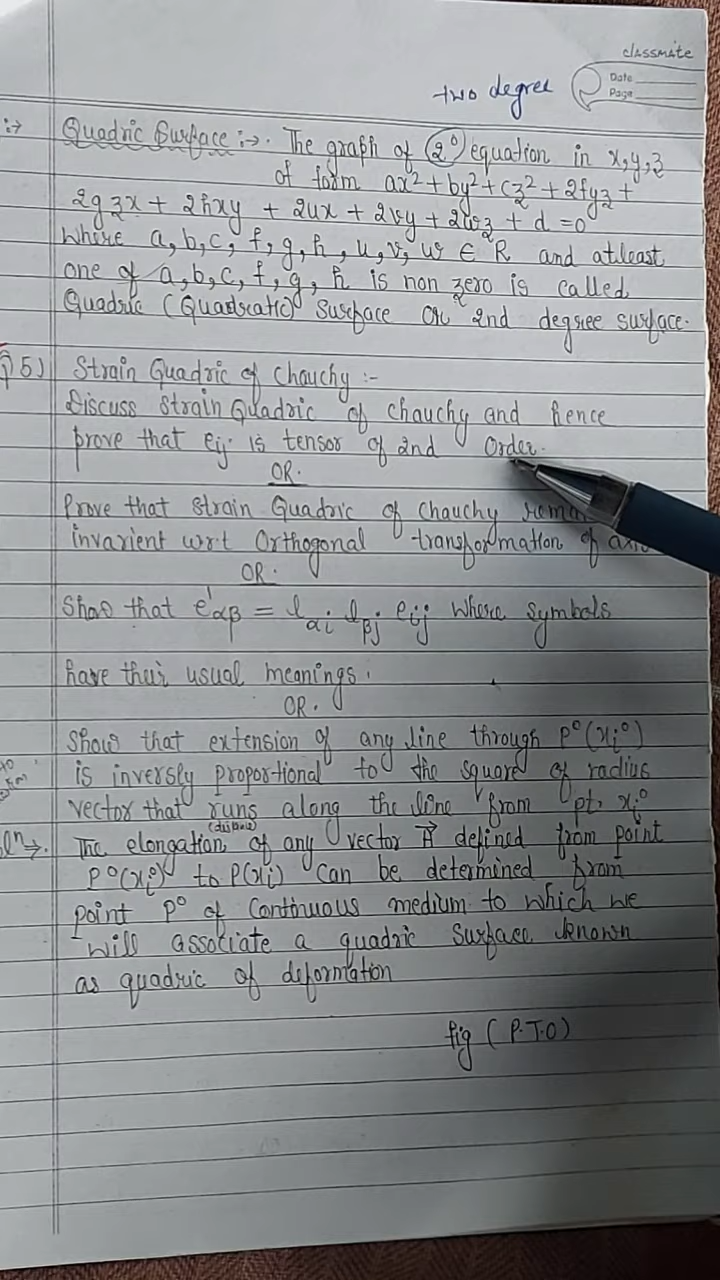 classmate
Date
Page
two degree
:→ Quadric Surface :→. The graph of (2°) equation in x,y,z
of form ax² + by² + cz² + 2fyz +
2gzx + 2hxy + 2ux + 2vy + 2wz + d = 0
Where a, b, c, f, g, h, u, v, w ∈ R and atleast
one of a, b, c, f, g, h is non zero is called
Quadric (Quadratic) Surface or 2nd degree surface.
5) Strain Quadric of Chauchy :-
Discuss Strain Quadric of Chauchy and hence
prove that eij is tensor of 2nd Order.
OR.
Prove that Strain Quadric of Chauchy
invarient w.r.t Orthogonal transformation of
OR.
Show that e'αβ = lαi lβj eij where symbols
have their usual meanings.
OR.
Show that extension of any line through P°(xi°)
is inversly proportional to the square of radius
vector that runs along the line from pt. xi°
The elongation of any vector A defined from point
P°(xi°) to P(xi) can be determined from
point P° of Continuous medium to which we
will associate a quadric surface known
as quadric of deformation
fig (P.T.O)